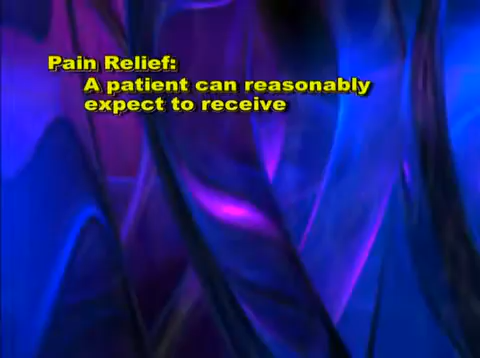 Pain Relief:
A patient can reasonably
expect to receive